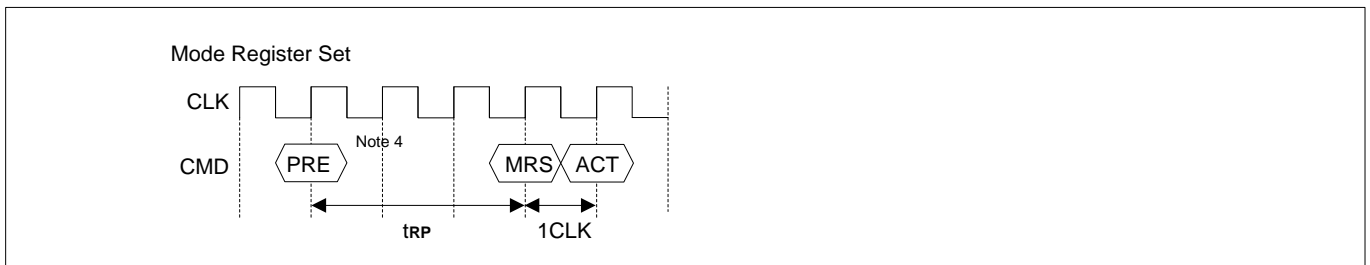 Mode Register Set
CLK
Note 4
CMD PRE MRS ACT
tRP 1CLK